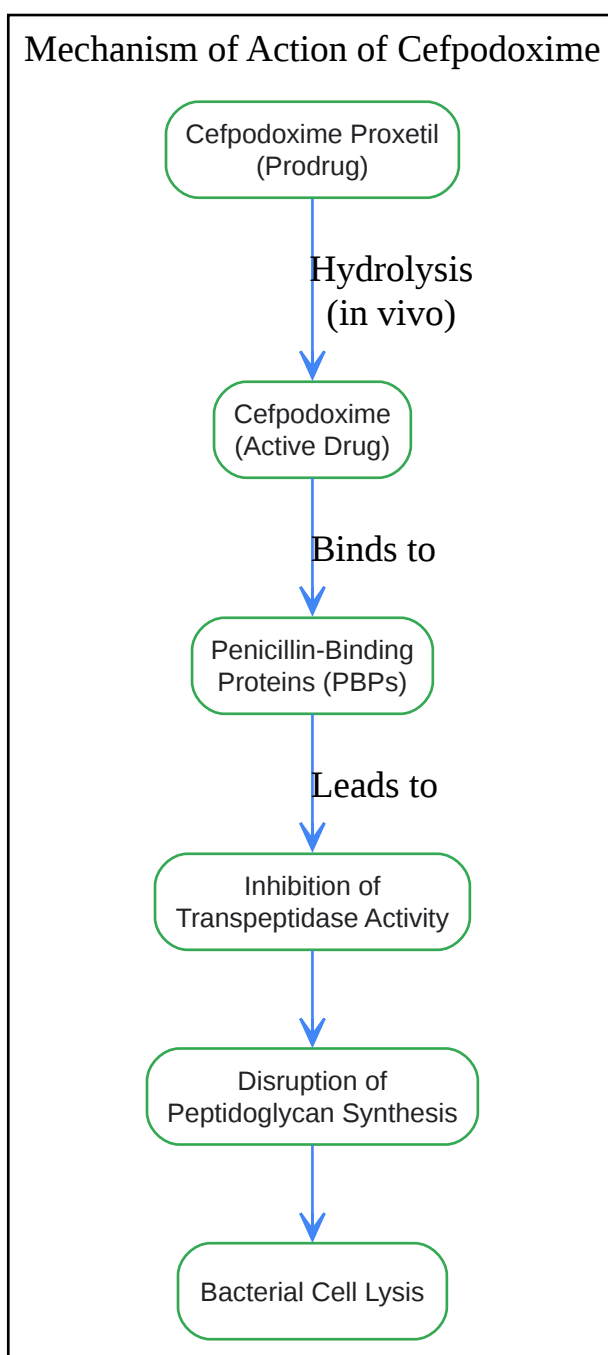 Mechanism of Action of Cefpodoxime
Cefpodoxime Proxetil
(Prodrug)
Hydrolysis
(in vivo)
Cefpodoxime
(Active Drug)
Binds to
Penicillin-Binding
Proteins (PBPs)
Leads to
Inhibition of
Transpeptidase Activity
Disruption of
Peptidoglycan Synthesis
Bacterial Cell Lysis